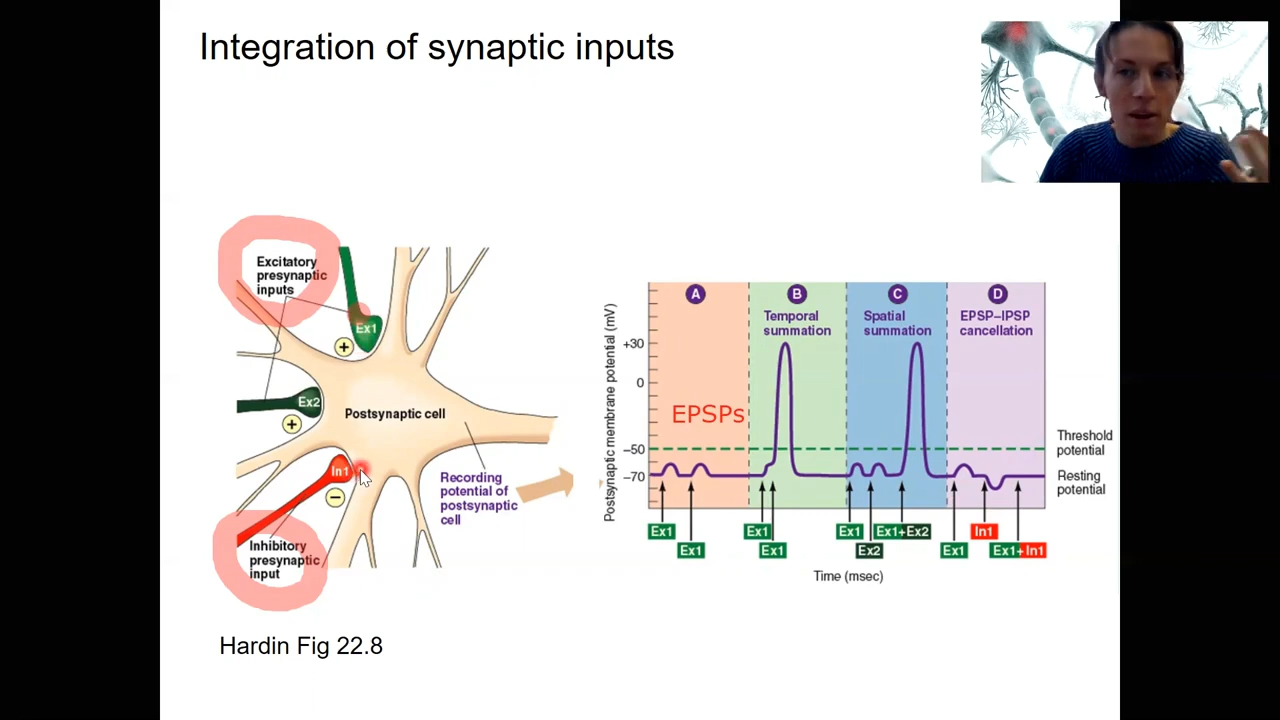 Integration of synaptic inputs
Excitatory
presynaptic
inputs
Ex1
+
Ex2
+
Postsynaptic cell
In1
−
Recording
potential of
postsynaptic
cell
Inhibitory
presynaptic
input
Postsynaptic membrane potential (mV)
+30
0
−50
−70
A
EPSPs
B
Temporal
summation
C
Spatial
summation
D
EPSP–IPSP
cancellation
Threshold
potential
Resting
potential
Ex1
Ex1
Ex1
Ex1
Ex1
Ex2
Ex1+Ex2
Ex1
In1
Ex1+In1
Time (msec)
Hardin Fig 22.8